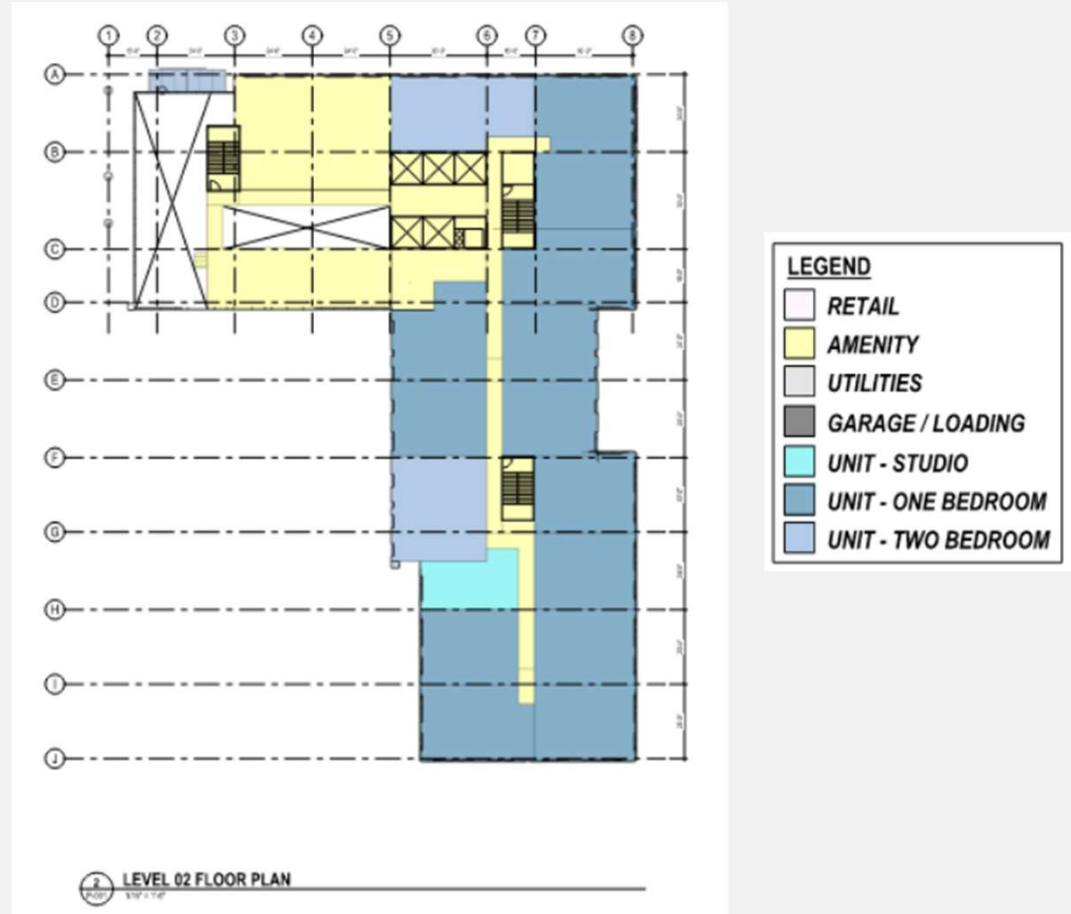 1 2 3 4 5 6 7 8
A
B
C
D
E
F
G
H
I
J
LEGEND
RETAIL
AMENITY
UTILITIES
GARAGE / LOADING
UNIT - STUDIO
UNIT - ONE BEDROOM
UNIT - TWO BEDROOM
2 LEVEL 02 FLOOR PLAN